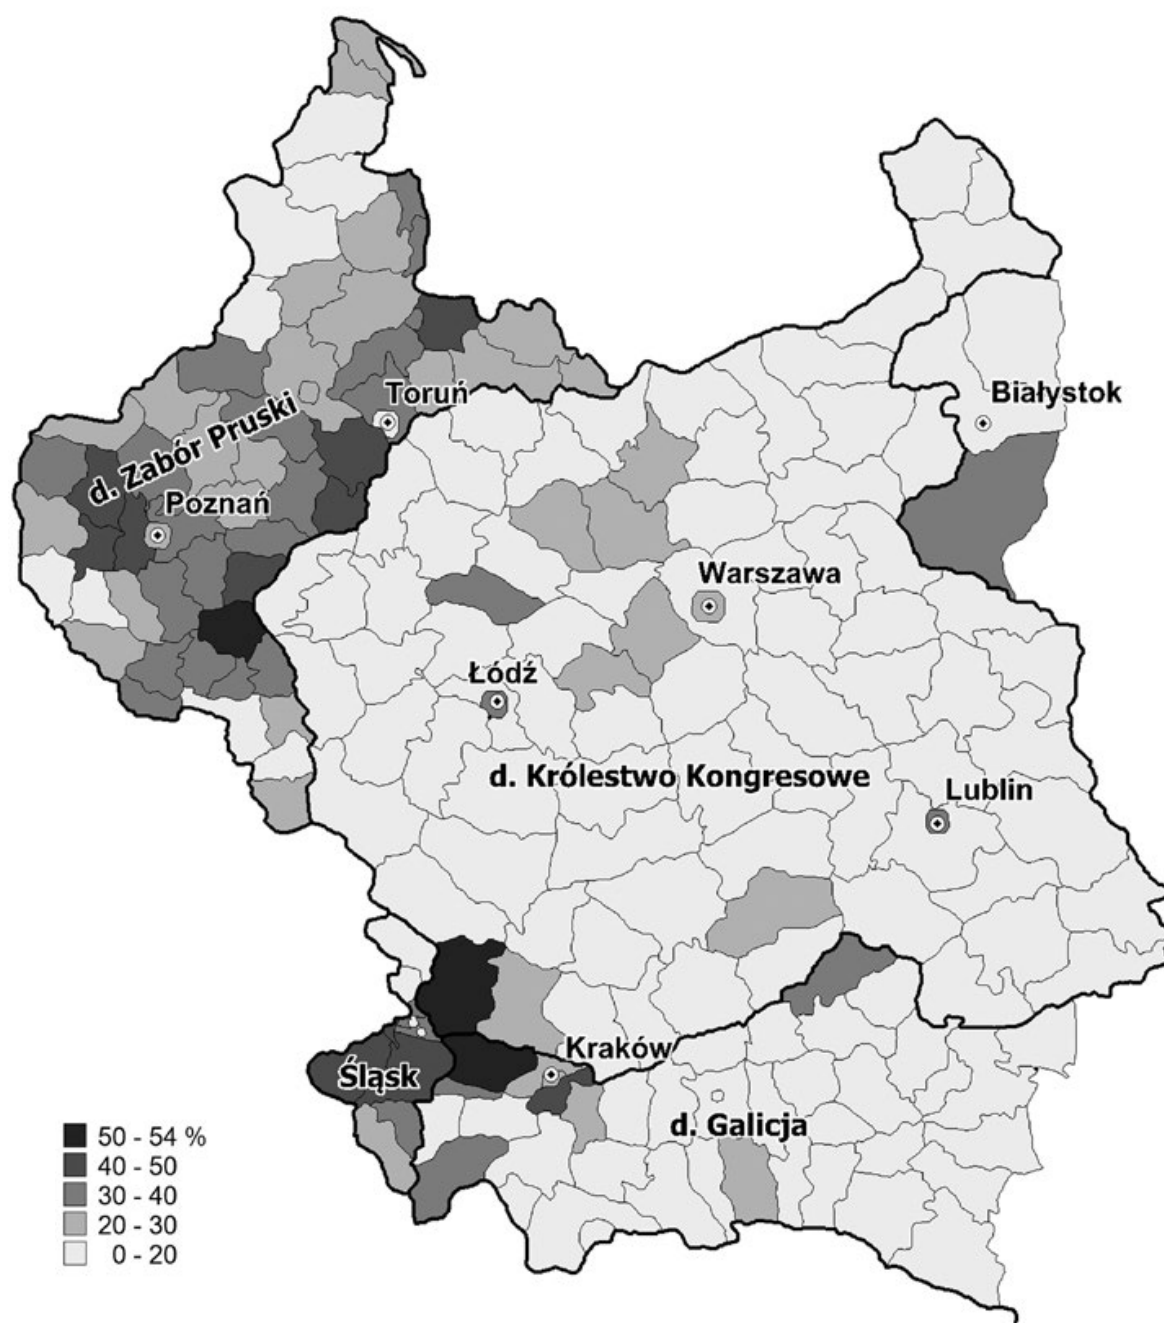 Toruń
Białystok
d. Zabór Pruski
Poznań
Warszawa
Łódź
d. Królestwo Kongresowe
Lublin
Kraków
Śląsk
d. Galicja
50 - 54 %
40 - 50
30 - 40
20 - 30
0 - 20